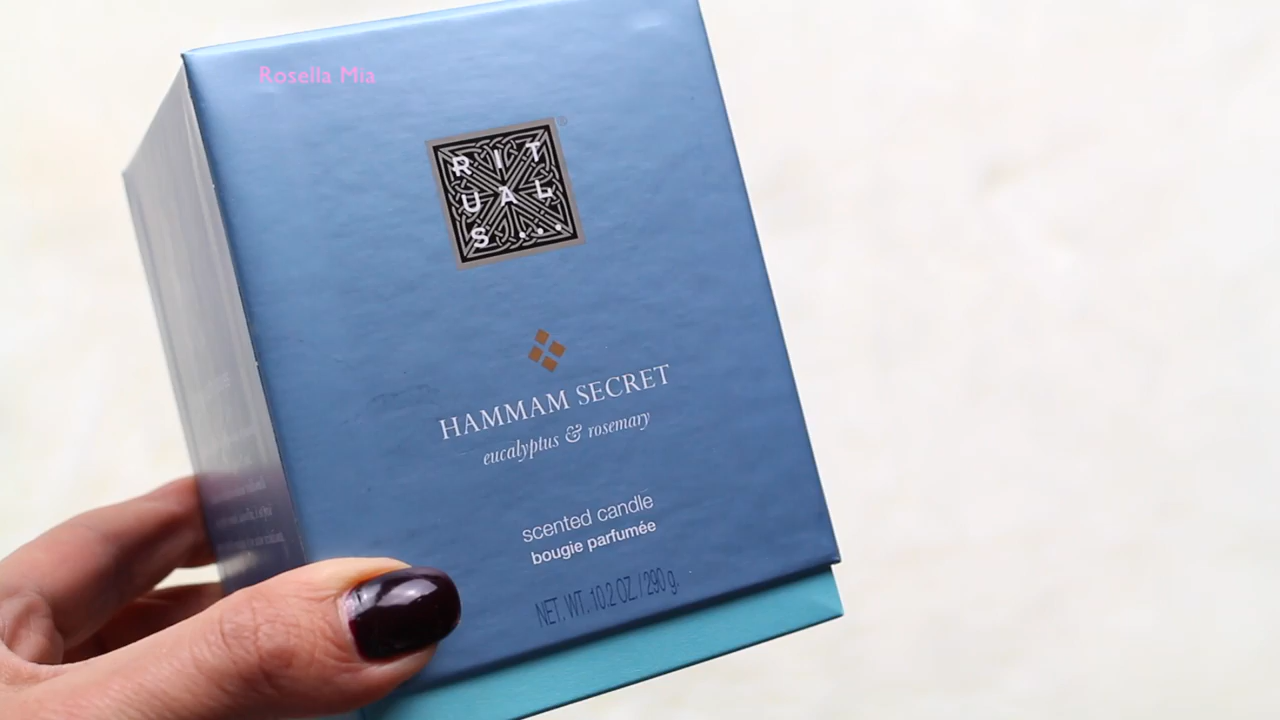 Rosella Mia
RIT
UAL
S...
®
HAMMAM SECRET
eucalyptus & rosemary
scented candle
bougie parfumée
NET. WT. 10.2 OZ. / 290 g.